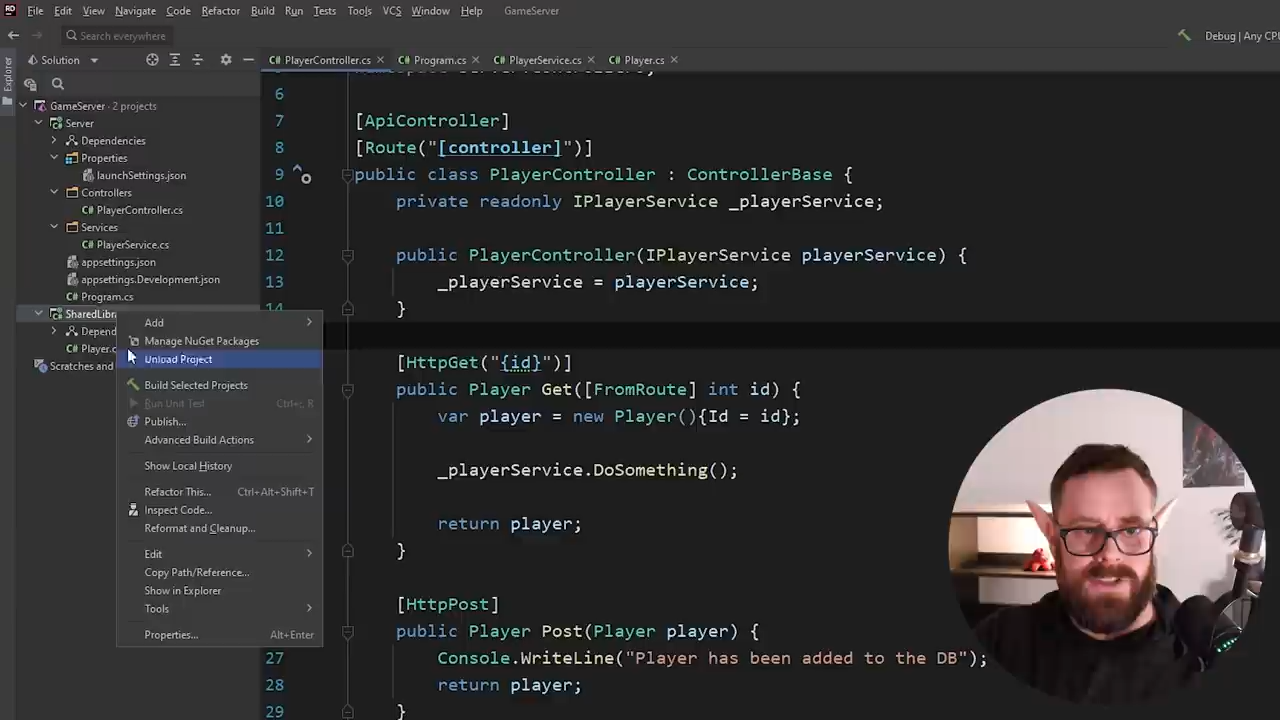 RD File Edit View Navigate Code Refactor Build Run Tests Tools VCS Window Help GameServer
Search everywhere
Debug | Any
Explorer
Solution
PlayerController.cs
Program.cs
PlayerService.cs
Player.cs
GameServer · 2 projects
Server
Dependencies
Properties
launchSettings.json
Controllers
PlayerController.cs
Services
PlayerService.cs
appsettings.json
appsettings.Development.json
Program.cs
SharedLibra
Depend
Player.c
Scratches and
Add
Manage NuGet Packages
Unload Project
Build Selected Projects
Run Unit Test Ctrl+;, R
Publish...
Advanced Build Actions
Show Local History
Refactor This... Ctrl+Alt+Shift+T
Inspect Code...
Reformat and Cleanup...
Edit
Copy Path/Reference...
Show in Explorer
Tools
Properties... Alt+Enter
6
7 [ApiController]
8 [Route("[controller]")]
9 public class PlayerController : ControllerBase {
10 private readonly IPlayerService _playerService;
11
12 public PlayerController(IPlayerService playerService) {
13 _playerService = playerService;
14 }
[HttpGet("{id}")]
public Player Get([FromRoute] int id) {
var player = new Player(){Id = id};
_playerService.DoSomething();
return player;
}
[HttpPost]
public Player Post(Player player) {
27 Console.WriteLine("Player has been added to the DB");
28 return player;
29 }